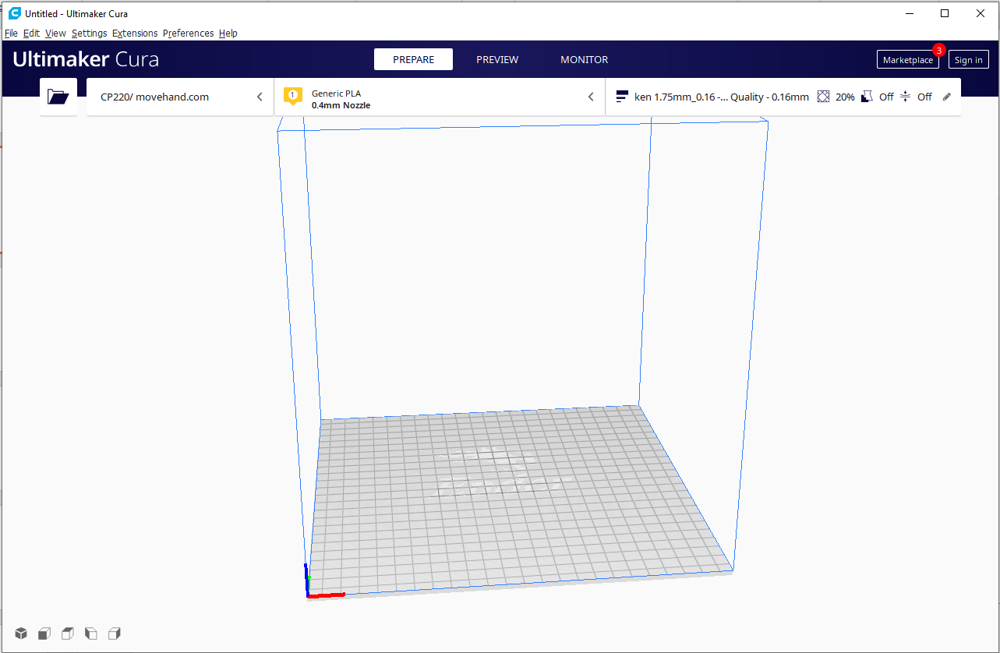 Untitled - Ultimaker Cura
File Edit View Settings Extensions Preferences Help
Ultimaker Cura
PREPARE
PREVIEW
MONITOR
Marketplace
3
Sign in
CP220/ movehand.com
1
Generic PLA
0.4mm Nozzle
ken 1.75mm_0.16 -... Quality - 0.16mm
20%
Off
Off